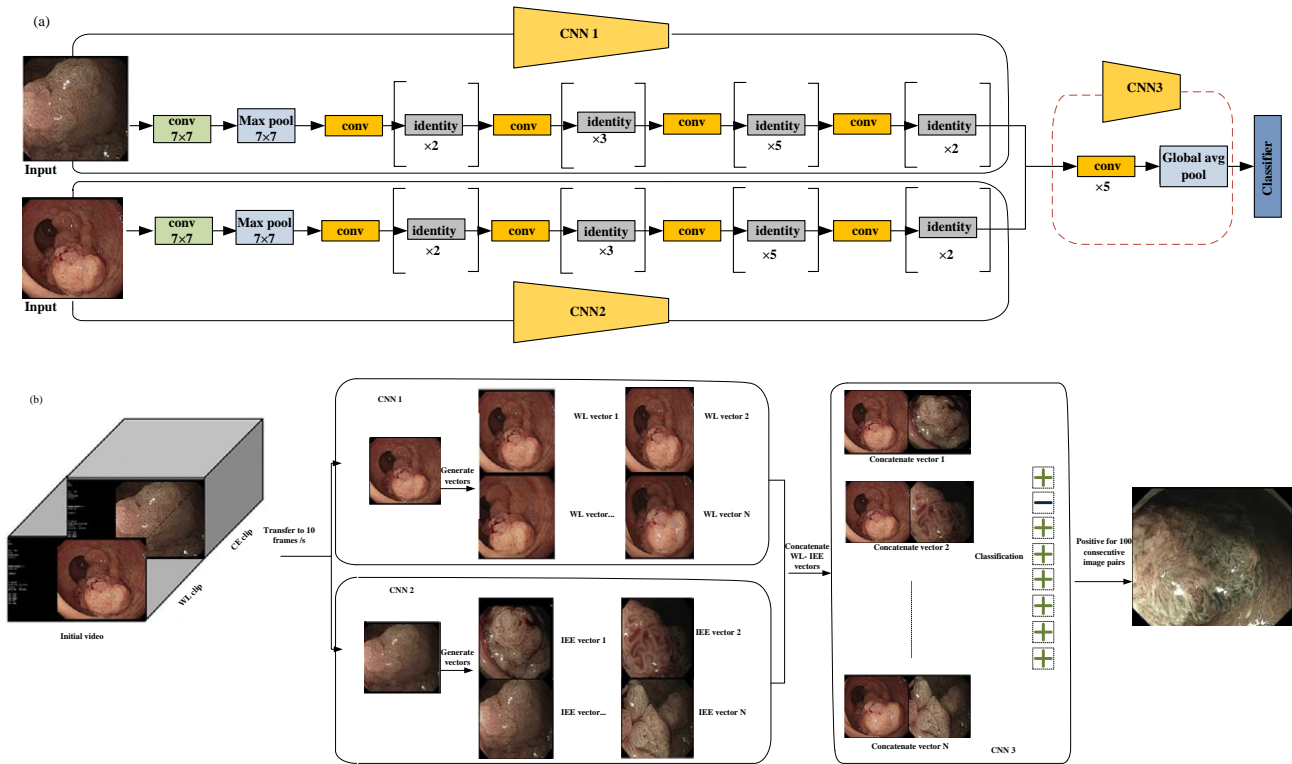 (a)
CNN 1
CNN3
Input
conv
7×7
Max pool
7×7
conv
identity
×2
conv
identity
×3
conv
identity
×5
conv
identity
×2
conv
×5
Global avg
pool
Classifier
Input
conv
7×7
Max pool
7×7
conv
identity
×2
conv
identity
×3
conv
identity
×5
conv
identity
×2
CNN2
(b)
CE clip
WL clip
Initial video
Transfer to 10
frames /s
CNN 1
Generate
vectors
WL vector 1
WL vector 2
WL vector...
WL vector N
CNN 2
Generate
vectors
IEE vector 1
IEE vector 2
IEE vector...
IEE vector N
Concatenate
WL- IEE
vectors
Concatenate vector 1
Concatenate vector 2
Classification
Concatenate vector N
CNN 3
Positive for 100
consecutive
image pairs